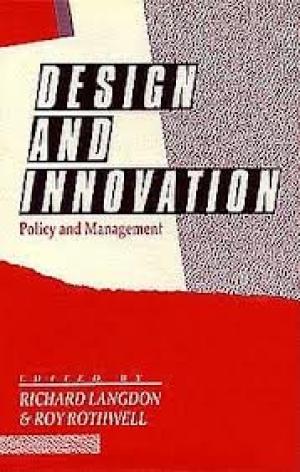 DESIGN
AND
INNOVATION
Policy and Management
EDITED BY
RICHARD LANGDON
& ROY ROTHWELL